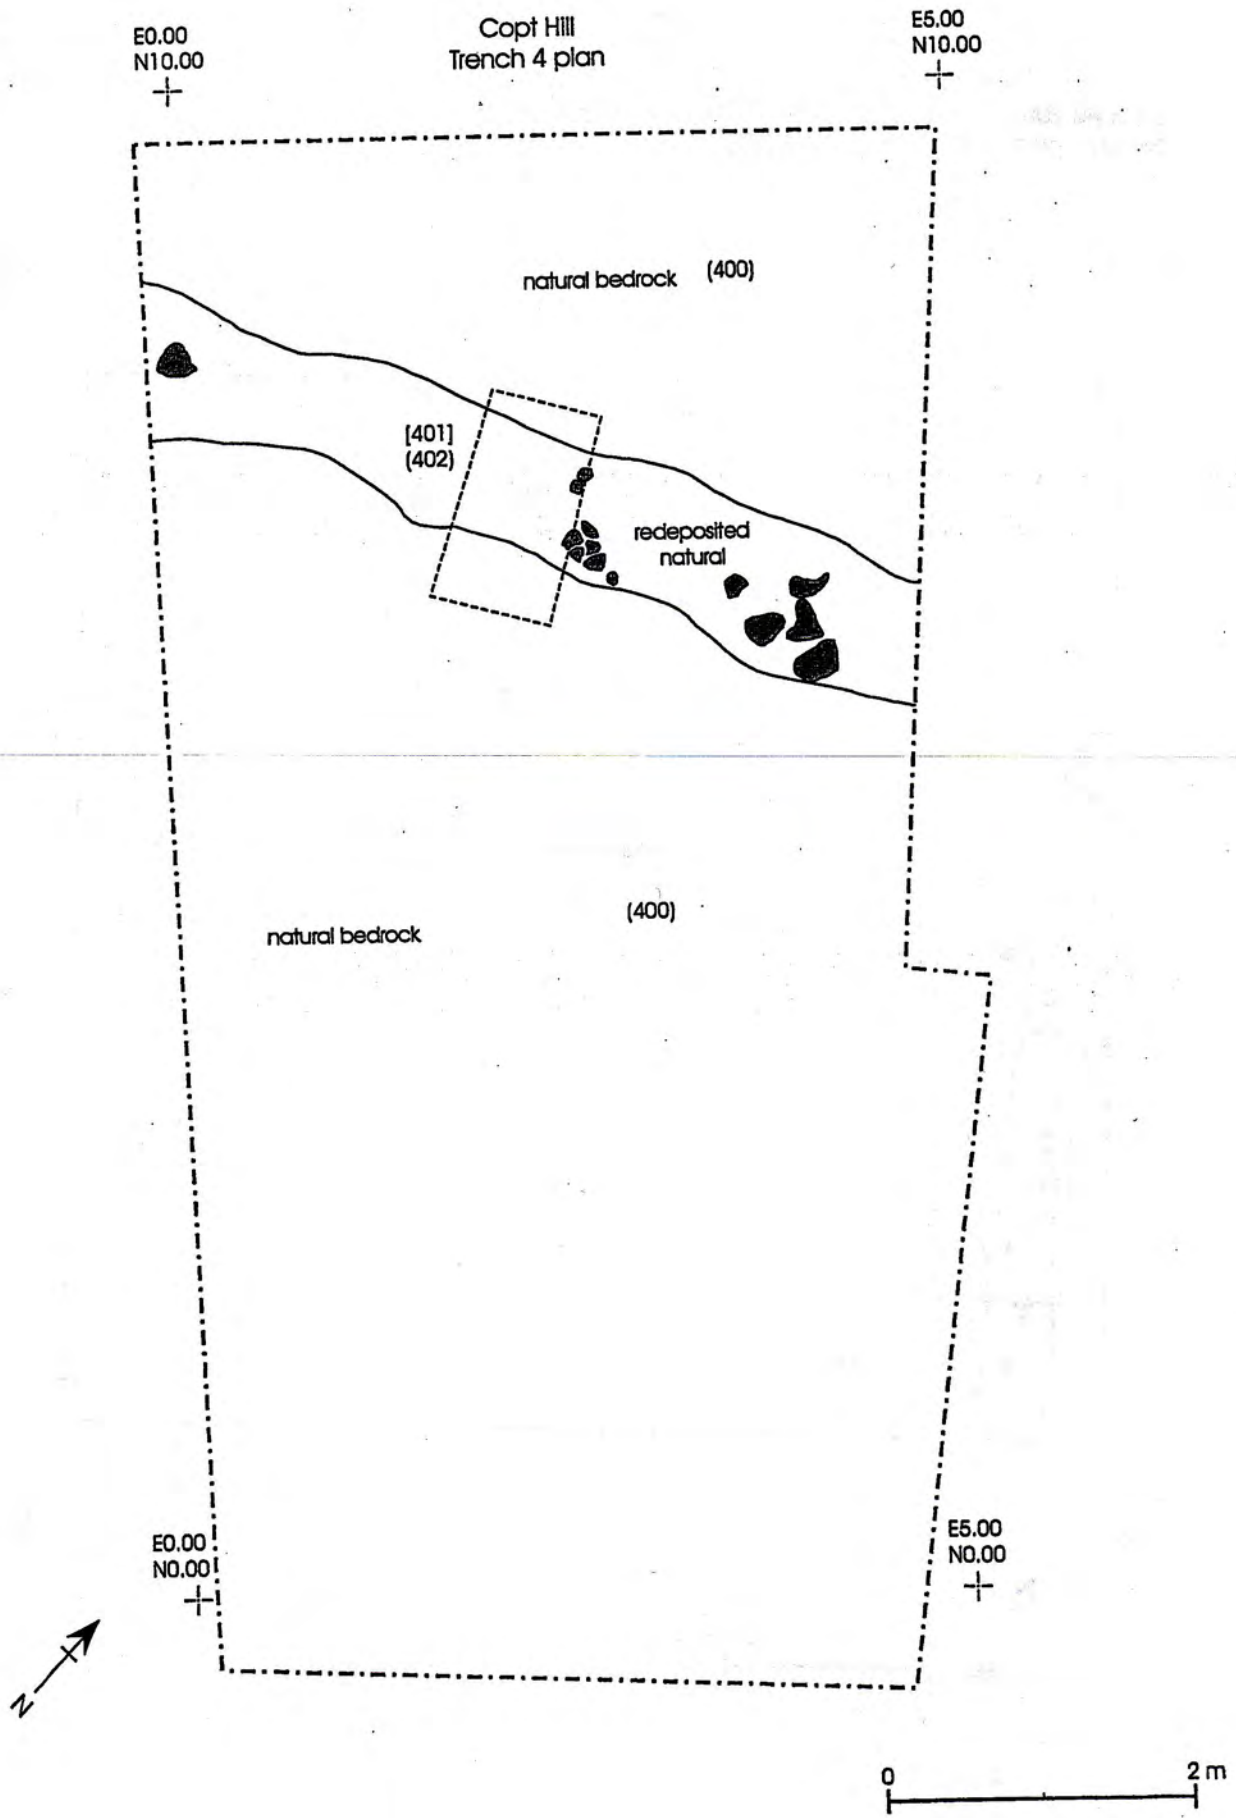 Copt Hill
Trench 4 plan
E0.00
N10.00
E5.00
N10.00
natural bedrock (400)
[401]
(402)
redeposited
natural
natural bedrock (400)
E0.00
N0.00
E5.00
N0.00
N
0 2 m